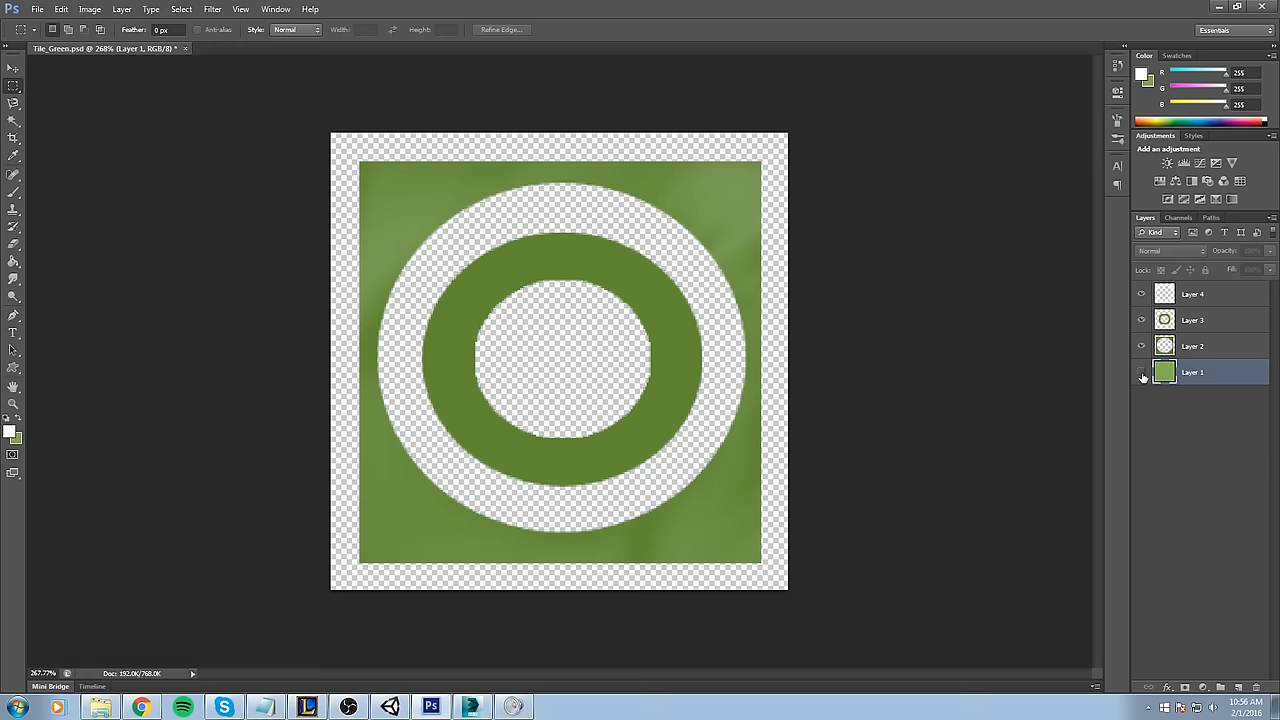 Ps File Edit Image Layer Type Select Filter View Window Help
Feather: 0 px Anti-alias Style: Normal Width: Height: Refine Edge... Essentials
Tile_Green.psd @ 268% (Layer 1, RGB/8) * ×
Color Swatches
R 255
G 255
B 255
Adjustments Styles
Add an adjustment
Layers Channels Paths
Kind
Normal Opacity: 100%
Lock: Fill: 100%
Layer 4
Layer 3
Layer 2
Layer 1
267.77% Doc: 192.0K/768.0K
Mini Bridge Timeline
10:56 AM
2/1/2016